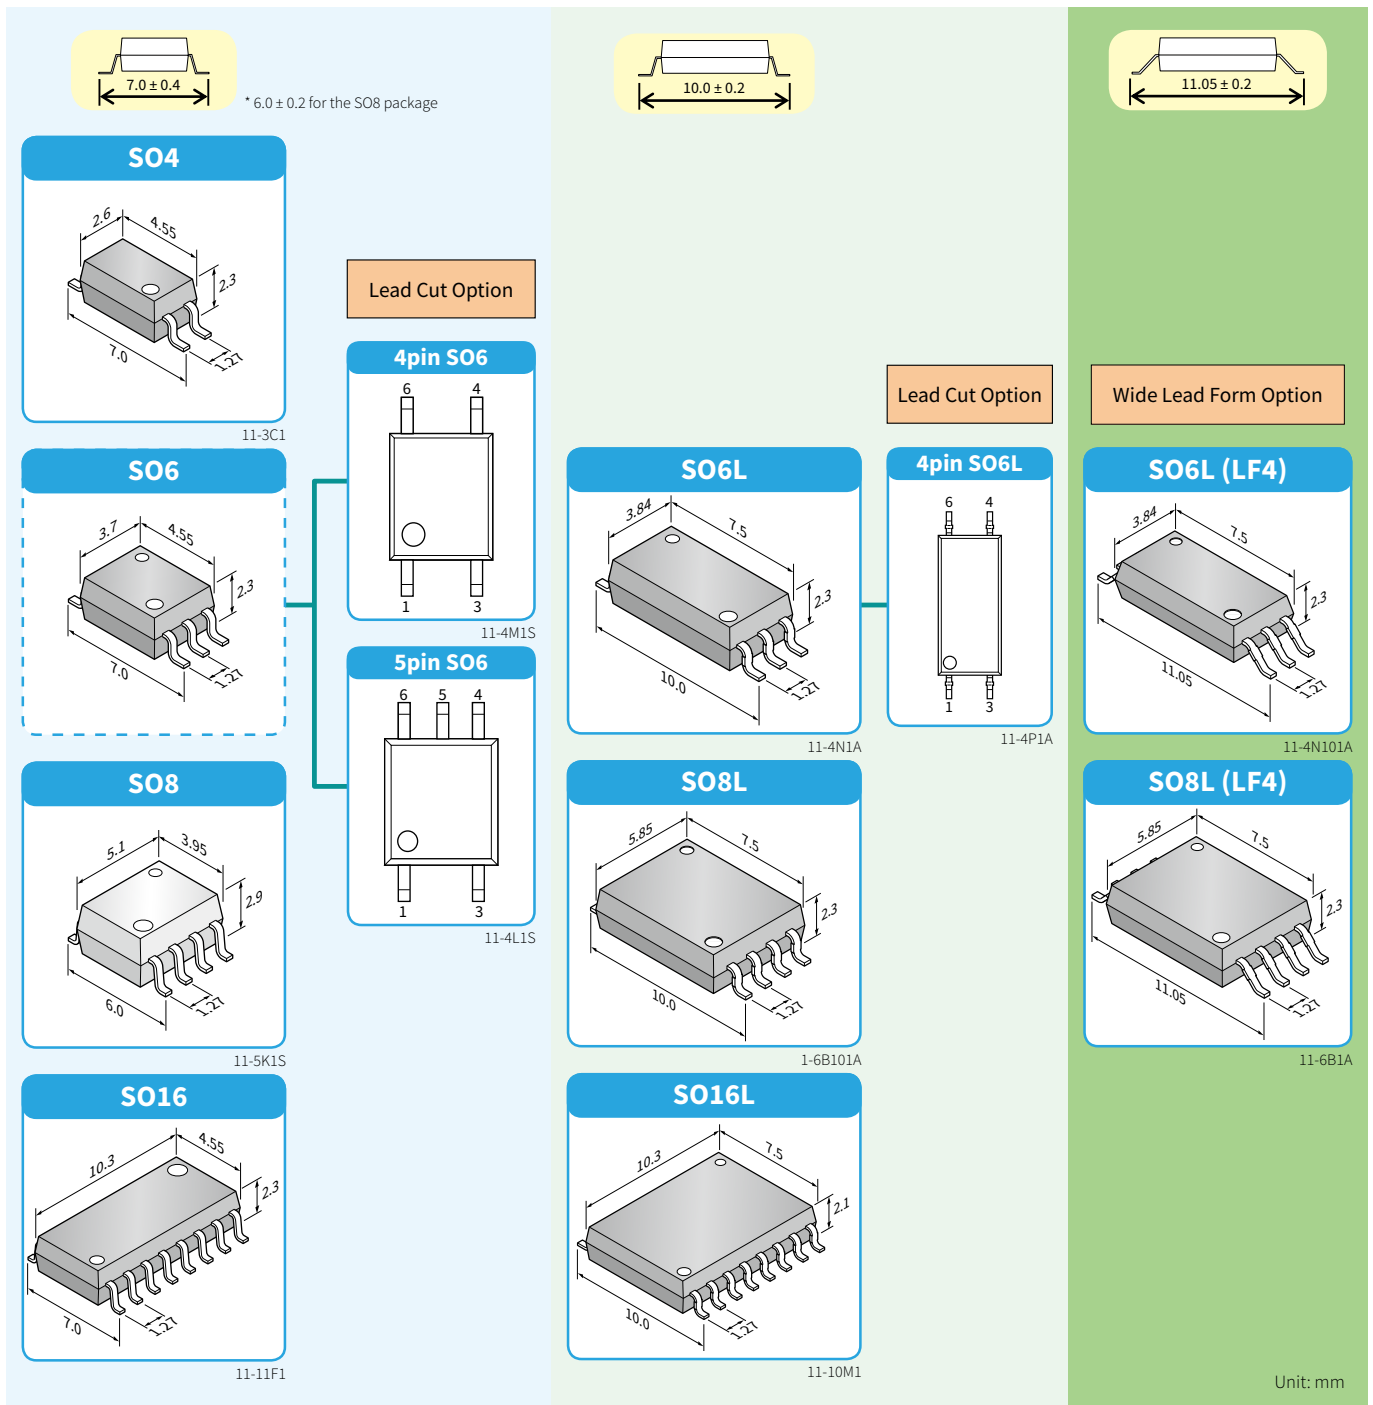 7.0 ± 0.4
* 6.0 ± 0.2 for the SO8 package
10.0 ± 0.2
11.05 ± 0.2
SO4
2.6
4.55
2.3
7.0
1.27
11-3C1
Lead Cut Option
4pin SO6
6 4
1 3
11-4M1S
SO6
3.7
4.55
2.3
7.0
1.27
5pin SO6
6 5 4
1 3
11-4L1S
SO8
5.1
3.95
2.9
6.0
1.27
11-5K1S
SO16
10.3
4.55
2.3
7.0
1.27
11-11F1
SO6L
3.84
7.5
2.3
10.0
1.27
11-4N1A
Lead Cut Option
4pin SO6L
6 4
1 3
11-4P1A
SO8L
5.85
7.5
2.3
10.0
1.27
1-6B101A
SO16L
10.3
7.5
2.1
10.0
1.27
11-10M1
Wide Lead Form Option
SO6L (LF4)
3.84
7.5
2.3
11.05
1.27
11-4N101A
SO8L (LF4)
5.85
7.5
2.3
11.05
1.27
11-6B1A
Unit: mm